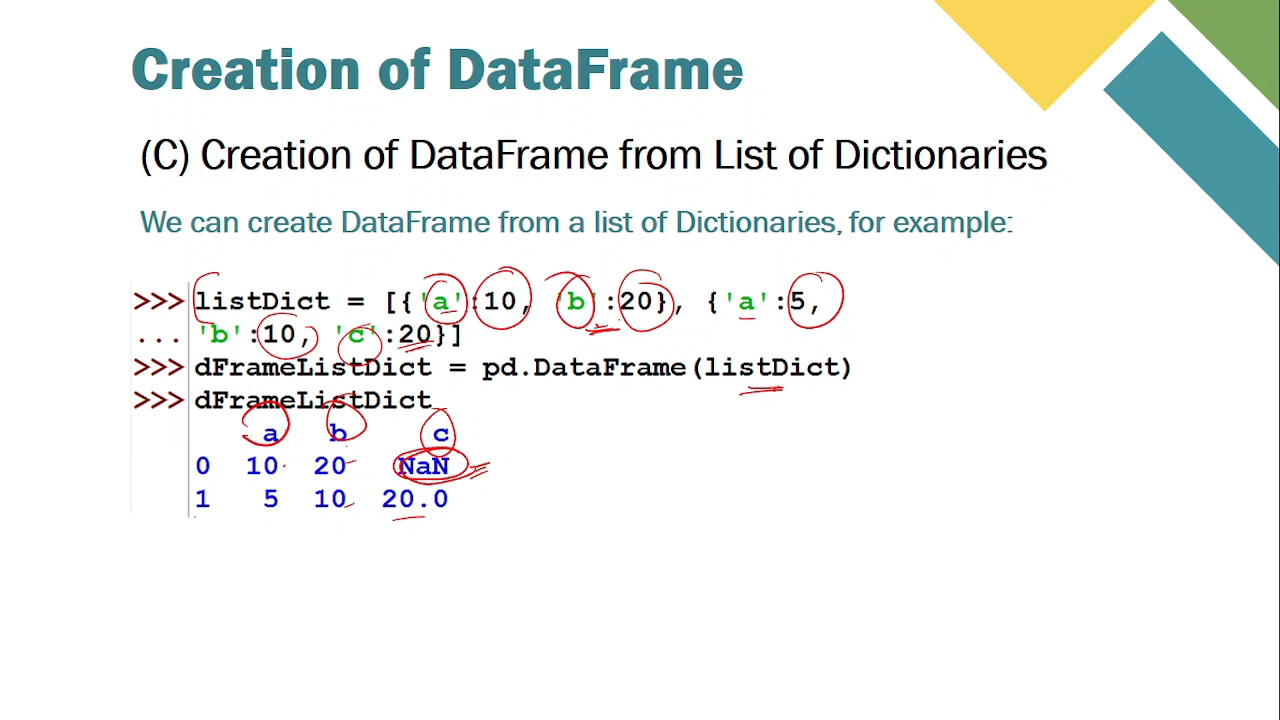 Creation of DataFrame
(C) Creation of DataFrame from List of Dictionaries
We can create DataFrame from a list of Dictionaries, for example:
>>> listDict = [{'a':10, 'b':20}, {'a':5,
... 'b':10, 'c':20}]
>>> dFrameListDict = pd.DataFrame(listDict)
>>> dFrameListDict
a b c
0 10 20 NaN
1 5 10 20.0